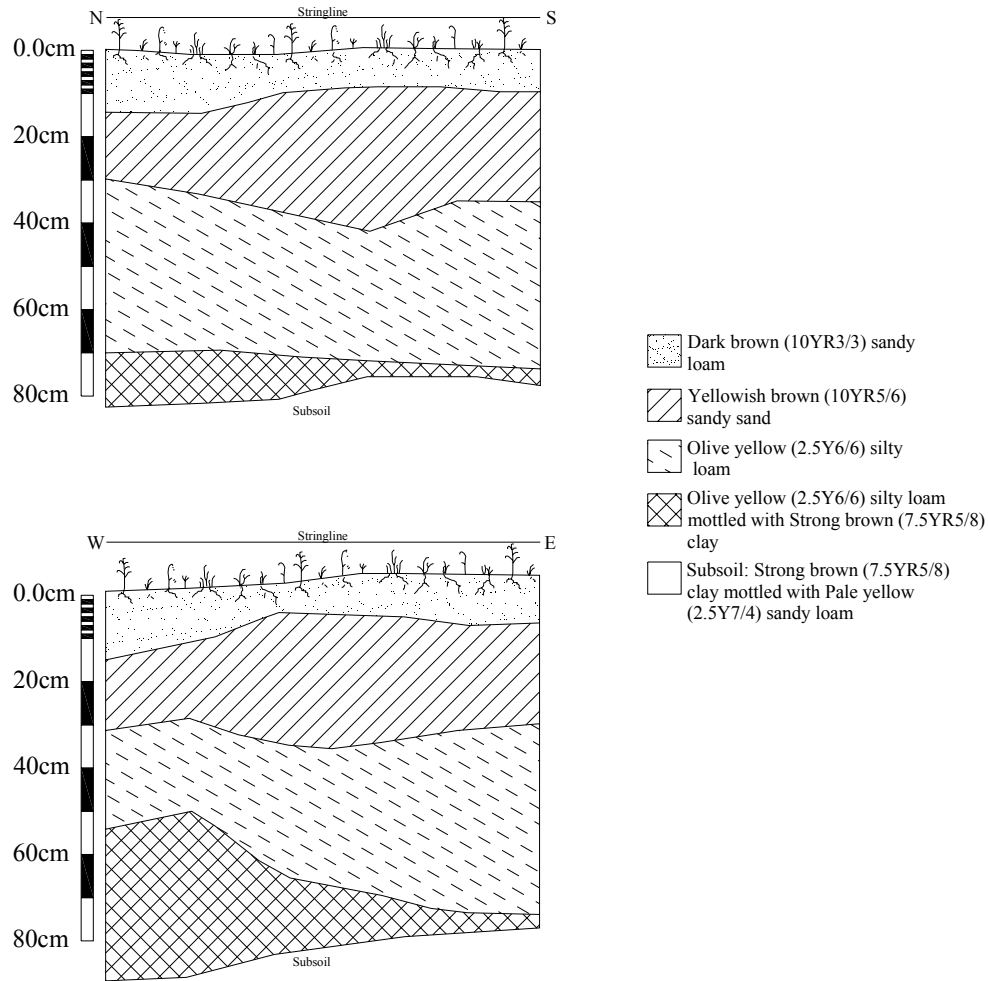 N Stringline S
0.0cm
20cm
40cm
60cm
80cm
Subsoil
Dark brown (10YR3/3) sandy
loam
Yellowish brown (10YR5/6)
sandy sand
Olive yellow (2.5Y6/6) silty
loam
Olive yellow (2.5Y6/6) silty loam
mottled with Strong brown (7.5YR5/8)
clay
Subsoil: Strong brown (7.5YR5/8)
clay mottled with Pale yellow
(2.5Y7/4) sandy loam
W Stringline E
0.0cm
20cm
40cm
60cm
80cm
Subsoil